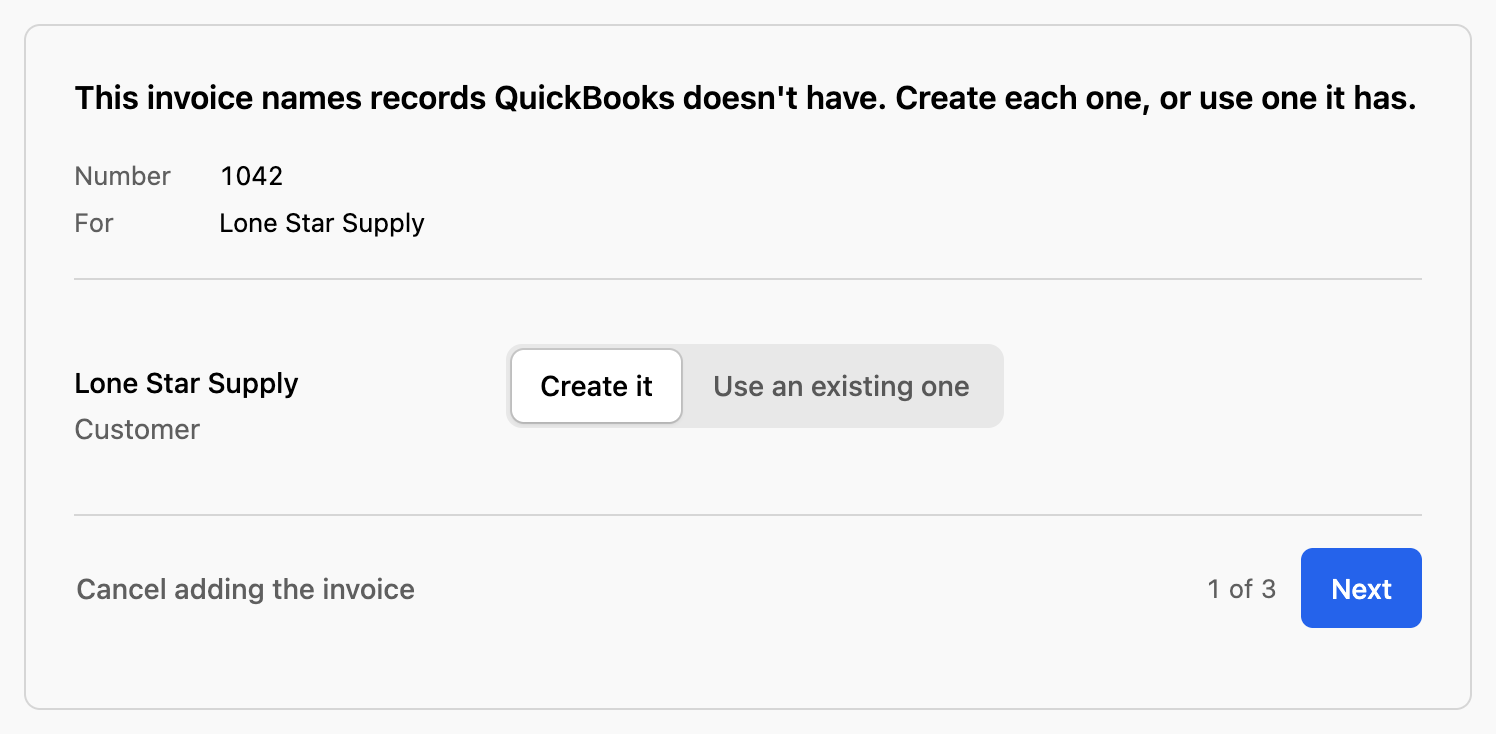 This invoice names records QuickBooks doesn't have. Create each one, or use one it has.
Number 1042
For Lone Star Supply
Lone Star Supply
Create it Use an existing one
Customer
Cancel adding the invoice 1 of 3 Next